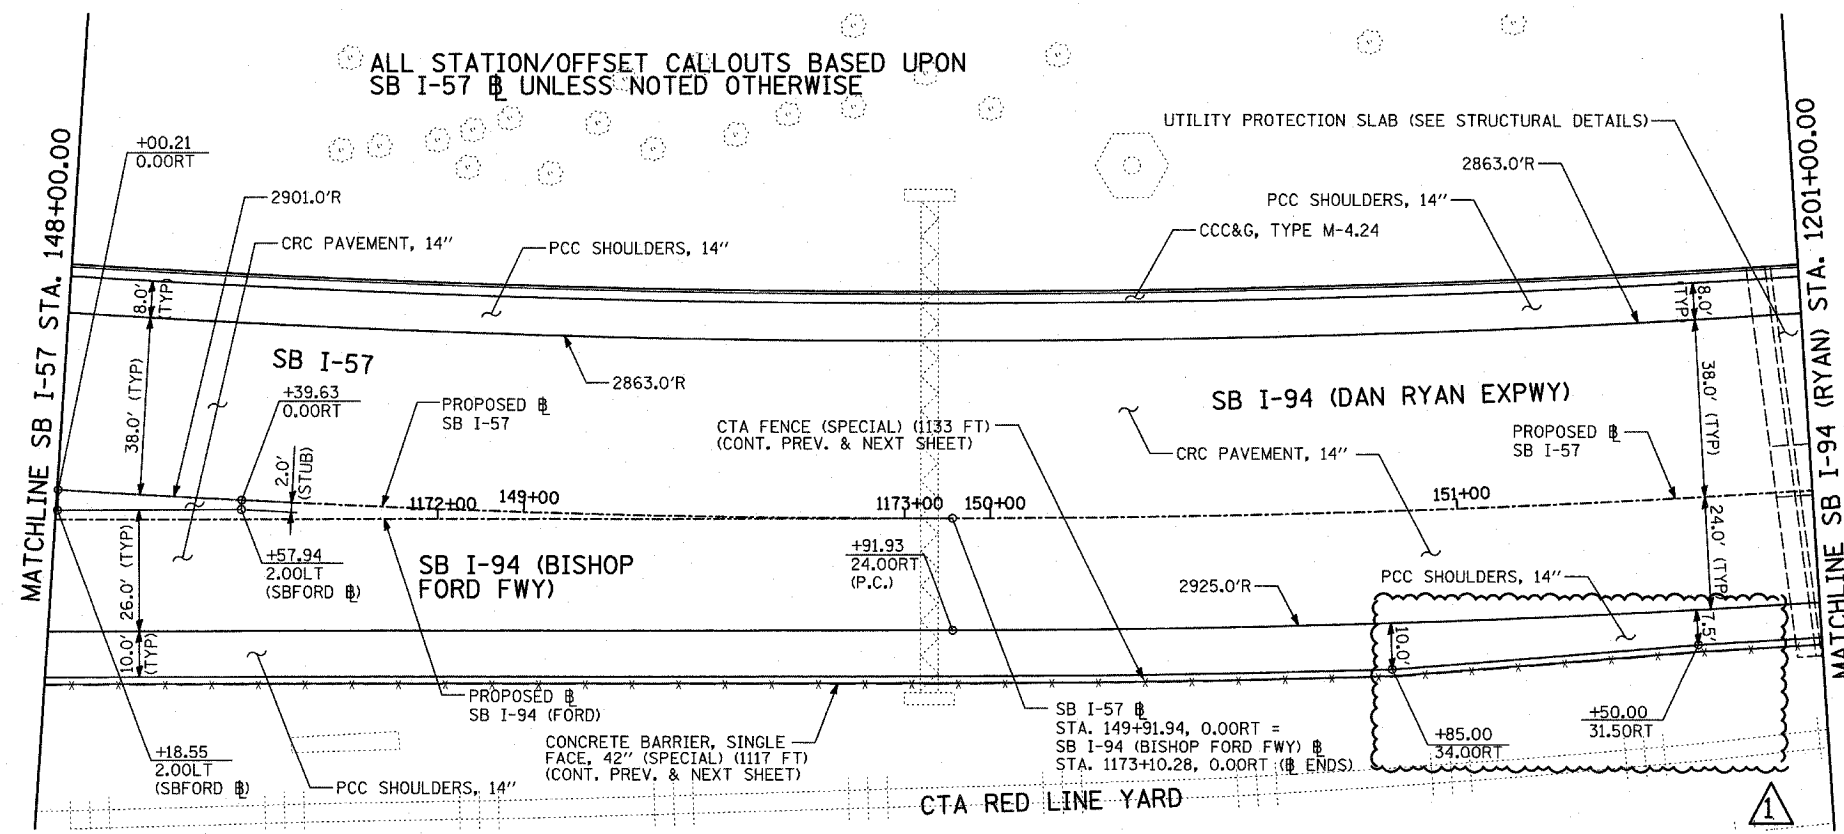 ALL STATION/OFFSET CALLOUTS BASED UPON
SB I-57 ℄ UNLESS NOTED OTHERWISE
MATCHLINE SB I-57 STA. 148+00.00
+00.21
0.00RT
2901.0'R
CRC PAVEMENT, 14"
PCC SHOULDERS, 14"
UTILITY PROTECTION SLAB (SEE STRUCTURAL DETAILS)
2863.0'R
PCC SHOULDERS, 14"
CCC&G, TYPE M-4.24
MATCHLINE SB I-94 (RYAN) STA. 1201+00.00
8.0'
(TYP)
8.0'
(TYP)
SB I-57
2863.0'R
38.0' (TYP)
+39.63
0.00RT
PROPOSED ℄
SB I-57
2.0'
(STUB)
SB I-94 (DAN RYAN EXPWY)
38.0' (TYP)
CTA FENCE (SPECIAL) (1133 FT)
(CONT. PREV. & NEXT SHEET)
CRC PAVEMENT, 14"
PROPOSED ℄
SB I-57
1172+00
149+00
1173+00
150+00
151+00
26.0' (TYP)
24.0' (TYP)
+57.94
2.00LT
(SBFORD ℄)
SB I-94 (BISHOP
FORD FWY)
+91.93
24.00RT
(P.C.)
2925.0'R
PCC SHOULDERS, 14"
10.0'
(TYP)
10.0'
7.5'
PROPOSED ℄
SB I-94 (FORD)
+18.55
2.00LT
(SBFORD ℄)
PCC SHOULDERS, 14"
CONCRETE BARRIER, SINGLE
FACE, 42" (SPECIAL) (1117 FT)
(CONT. PREV. & NEXT SHEET)
SB I-57 ℄
STA. 149+91.94, 0.00RT =
SB I-94 (BISHOP FORD FWY) ℄
STA. 1173+10.28, 0.00RT (℄ ENDS)
+85.00
34.00RT
+50.00
31.50RT
CTA RED LINE YARD
1